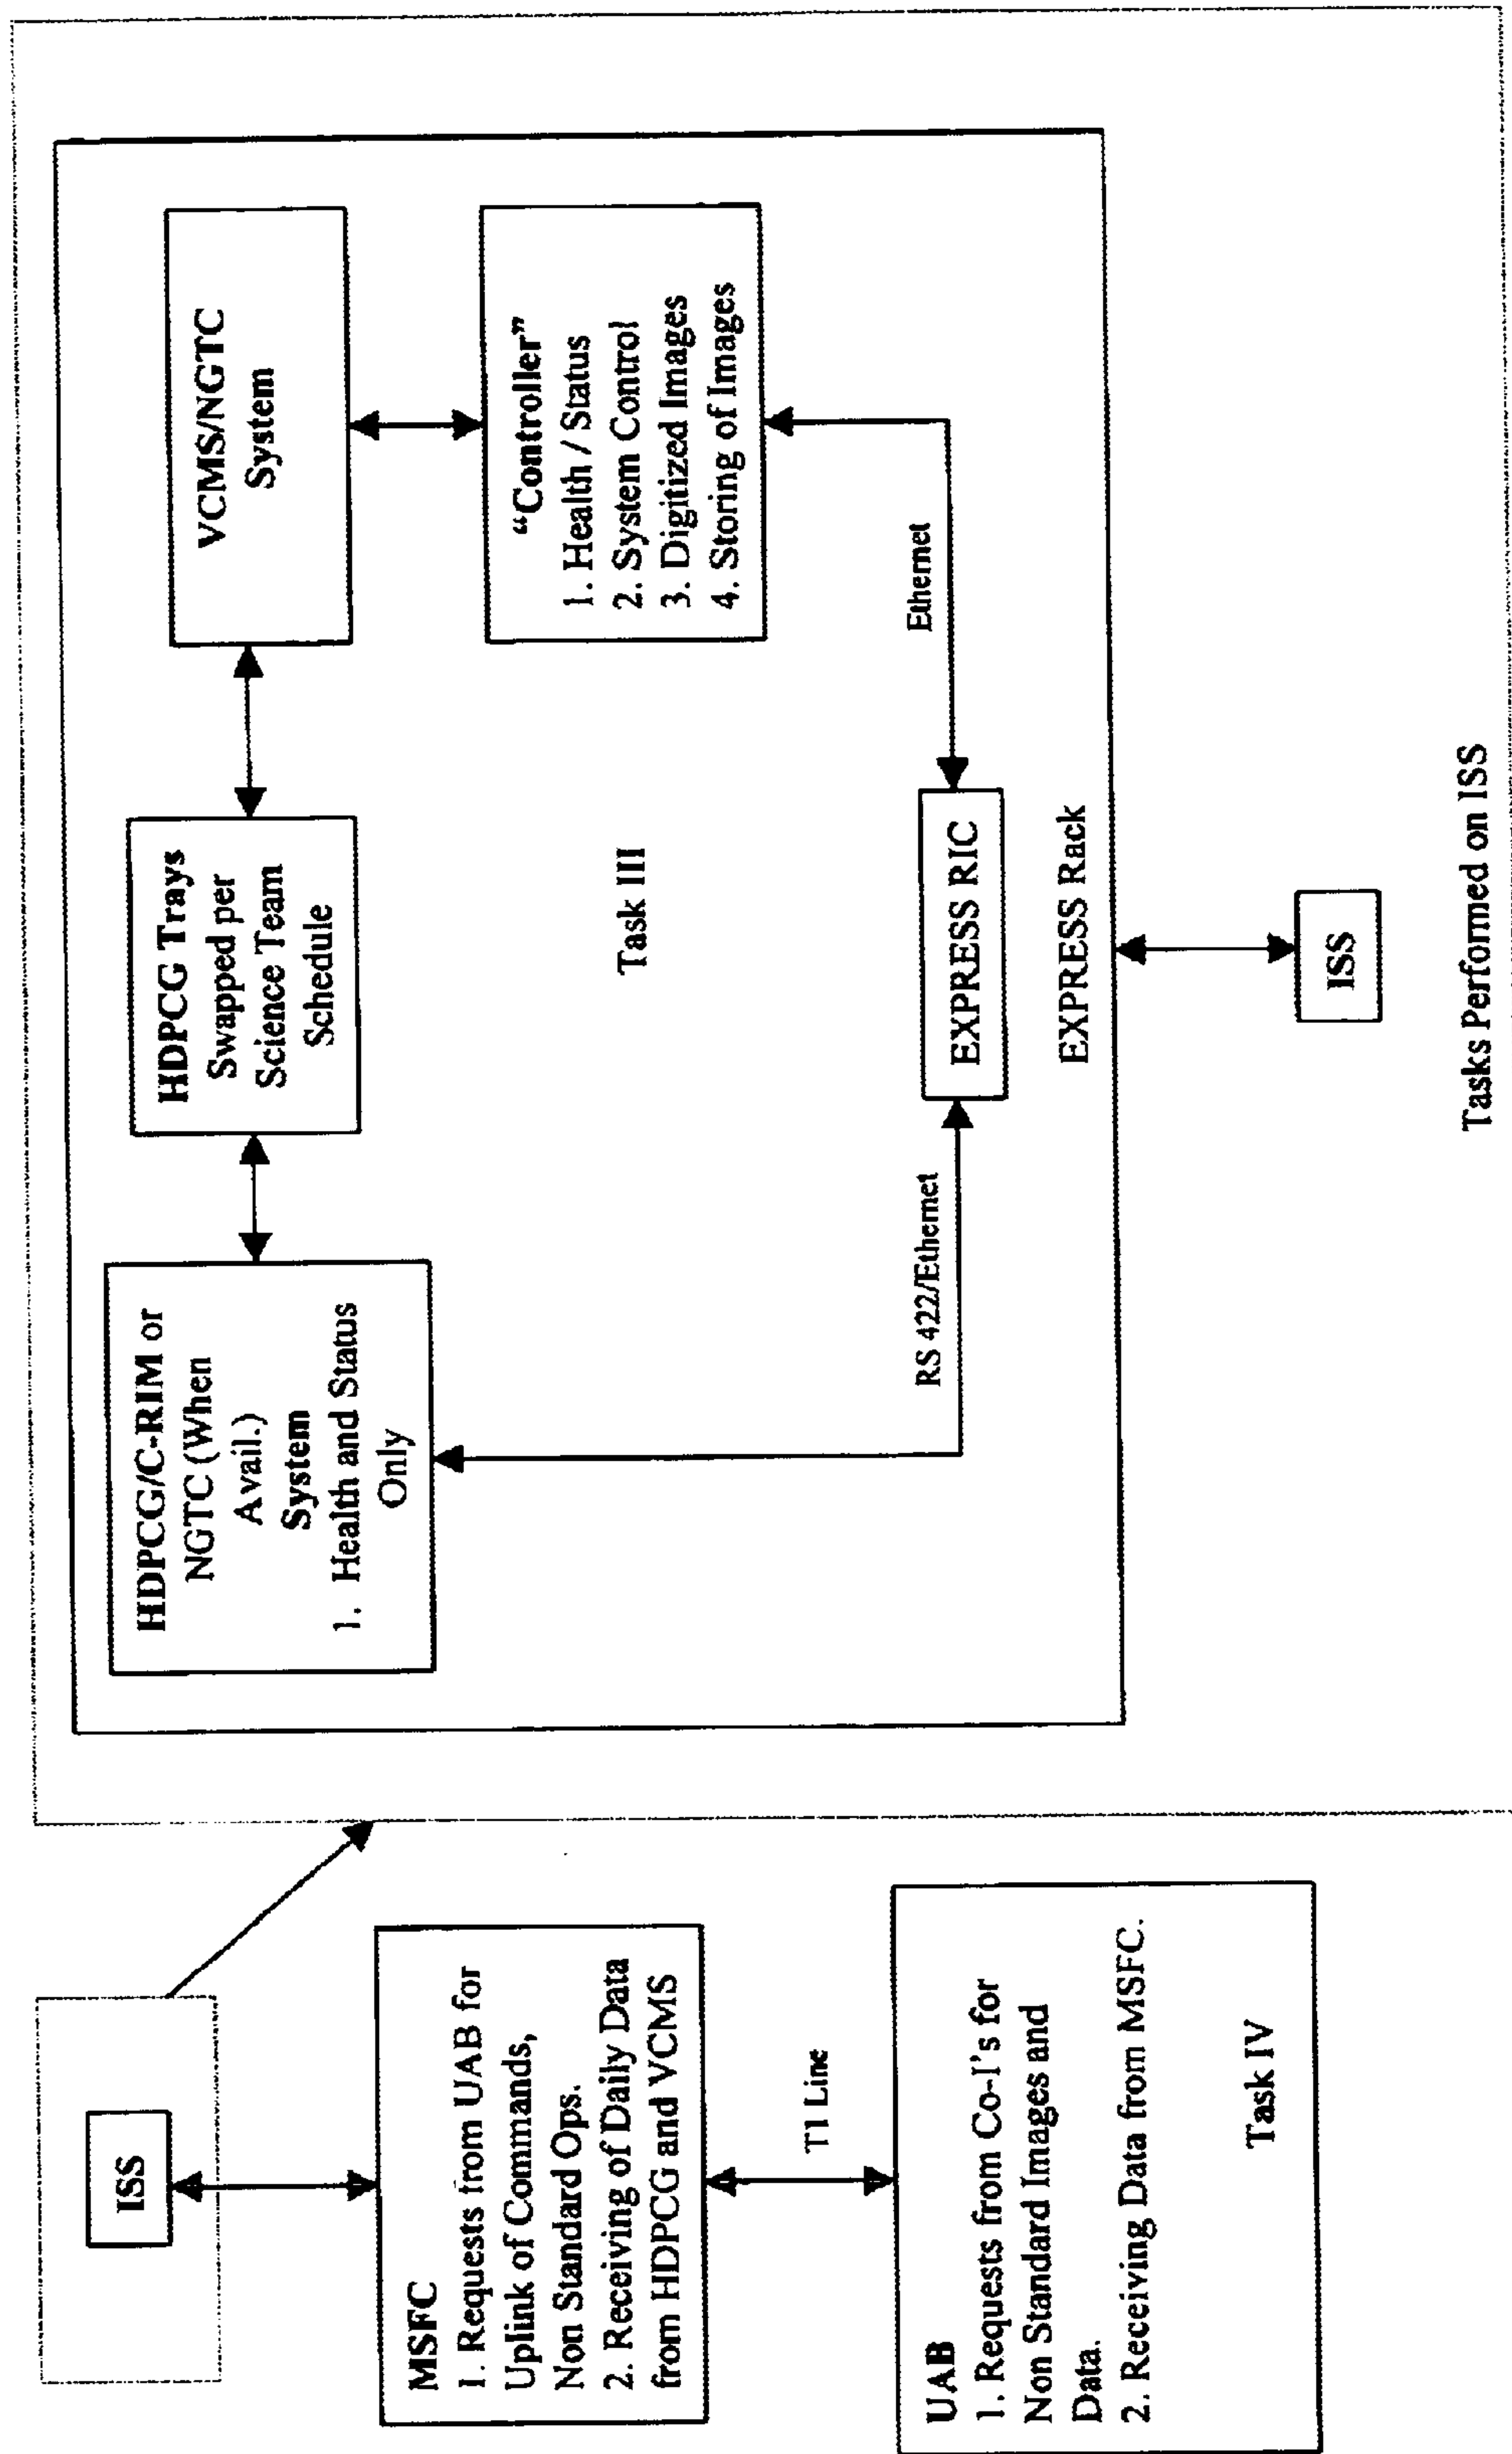 ISS
MSFC
1. Requests from UAB for
Uplink of Commands,
Non Standard Ops.
2. Receiving of Daily Data
from HDPCG and VCMS
T1 Line
UAB
1. Requests from Co-I's for
Non Standard Images and
Data.
2. Receiving Data from MSFC.
Task IV
HDPCG/C-RIM or
NGTC (When
Avail.)
System
1. Health and Status
Only
HDPCG Trays
Swapped per
Science Team
Schedule
VCMS/NGTC
System
“Controller”
1. Health / Status
2. System Control
3. Digitized Images
4. Storing of Images
Task III
RS 422/Ethernet
Ethernet
EXPRESS RIC
EXPRESS Rack
ISS
Tasks Performed on ISS